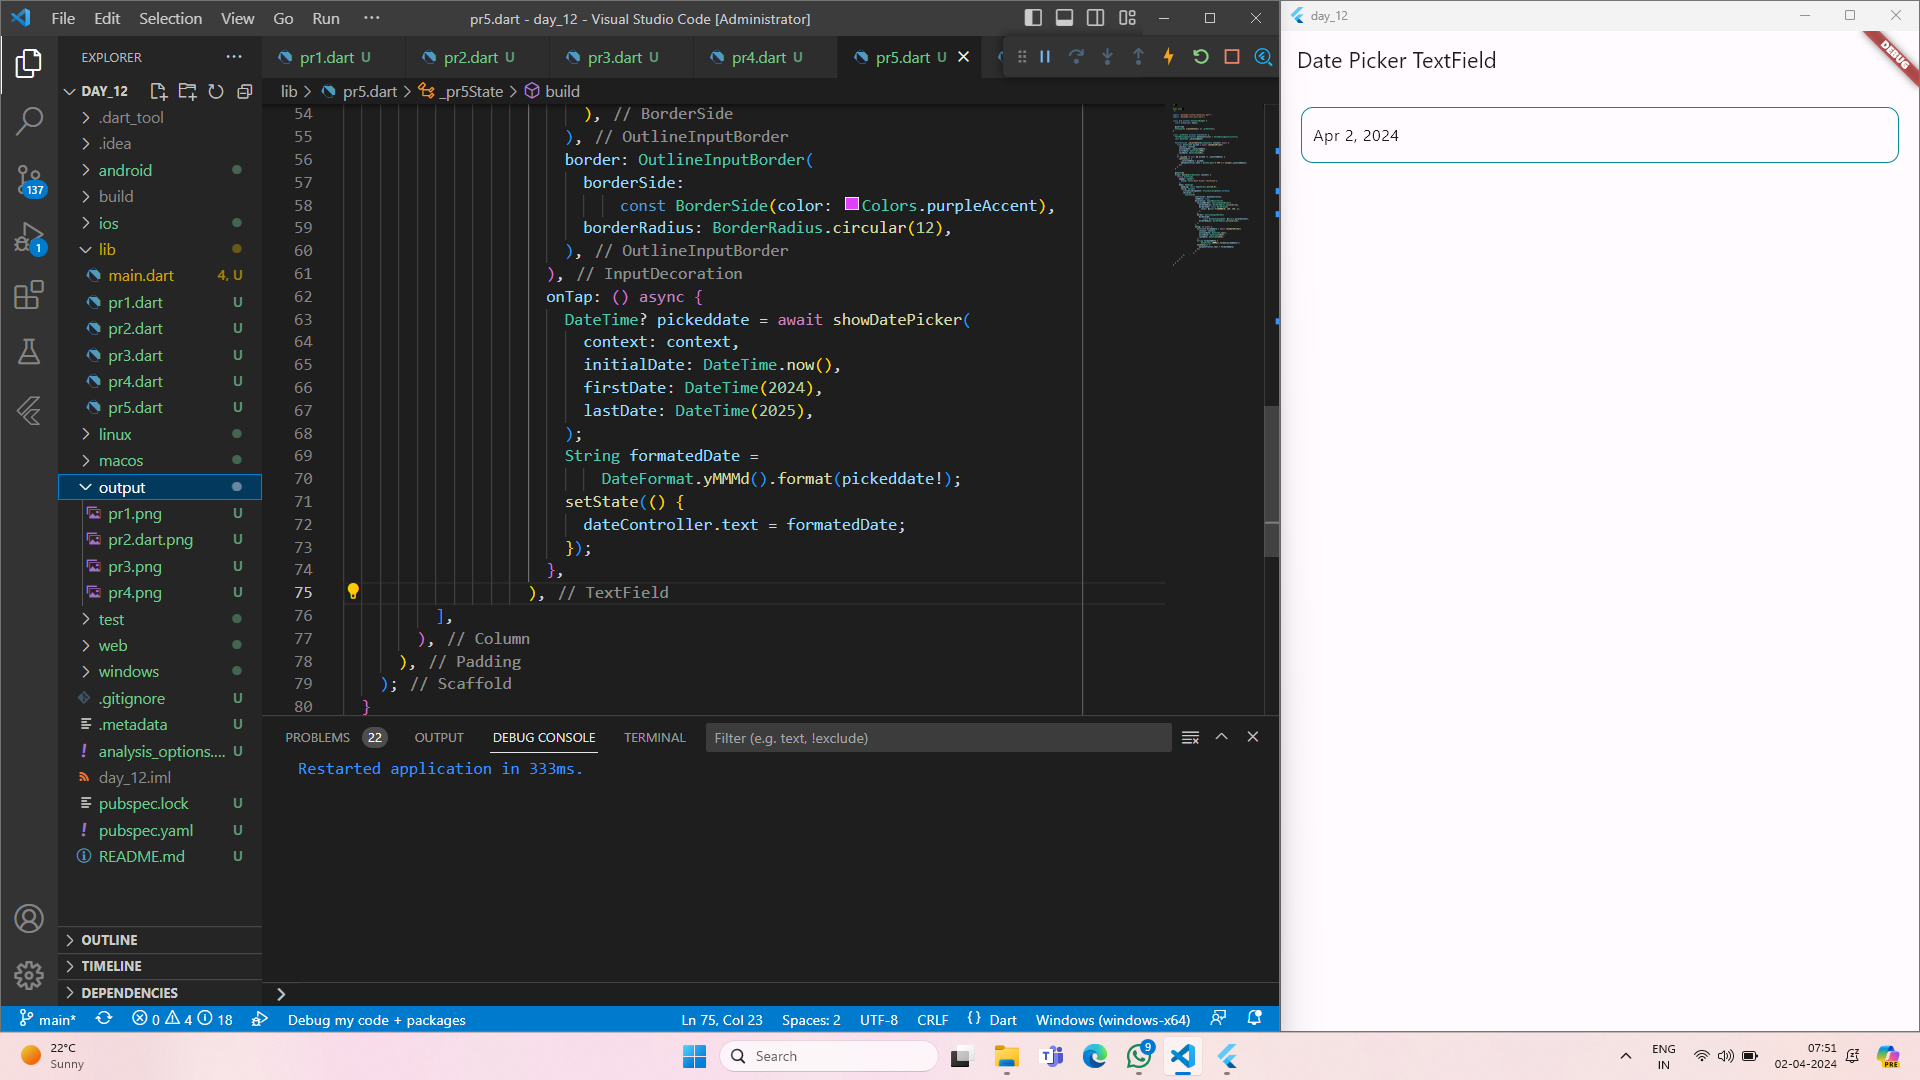 File Edit Selection View Go Run ··· pr5.dart - day_12 - Visual Studio Code [Administrator]
EXPLORER ···
DAY_12
.dart_tool
.idea
android
build
ios
lib
main.dart 4, U
pr1.dart U
pr2.dart U
pr3.dart U
pr4.dart U
pr5.dart U
linux
macos
output
pr1.png U
pr2.dart.png U
pr3.png U
pr4.png U
test
web
windows
.gitignore U
.metadata U
analysis_options.... U
day_12.iml
pubspec.lock U
pubspec.yaml U
README.md U
OUTLINE
TIMELINE
DEPENDENCIES
137
1
pr1.dart U pr2.dart U pr3.dart U pr4.dart U pr5.dart U
lib > pr5.dart > _pr5State > build
54 ), // BorderSide
55 ), // OutlineInputBorder
56 border: OutlineInputBorder(
57 borderSide:
58 const BorderSide(color: Colors.purpleAccent),
59 borderRadius: BorderRadius.circular(12),
60 ), // OutlineInputBorder
61 ), // InputDecoration
62 onTap: () async {
63 DateTime? pickeddate = await showDatePicker(
64 context: context,
65 initialDate: DateTime.now(),
66 firstDate: DateTime(2024),
67 lastDate: DateTime(2025),
68 );
69 String formatedDate =
70 DateFormat.yMMMd().format(pickeddate!);
71 setState(() {
72 dateController.text = formatedDate;
73 });
74 },
75 ), // TextField
76 ],
77 ), // Column
78 ), // Padding
79 ); // Scaffold
80 }
PROBLEMS 22 OUTPUT DEBUG CONSOLE TERMINAL Filter (e.g. text, !exclude)
Restarted application in 333ms.
main* 0 4 18 Debug my code + packages Ln 75, Col 23 Spaces: 2 UTF-8 CRLF {} Dart Windows (windows-x64)
day_12
DEBUG
Date Picker TextField
Apr 2, 2024
22°C
Sunny
Search
9
ENG
IN
07:51
02-04-2024
PRE